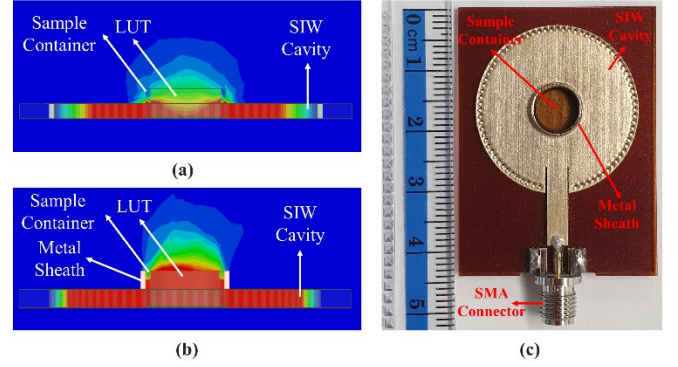 Sample
Container
LUT
SIW
Cavity
(a)
Sample
Container
LUT
SIW
Cavity
Metal
Sheath
(b)
0 cm 1 2 3 4 5
Sample
Container
SIW
Cavity
Metal
Sheath
SMA
Connector
(c)